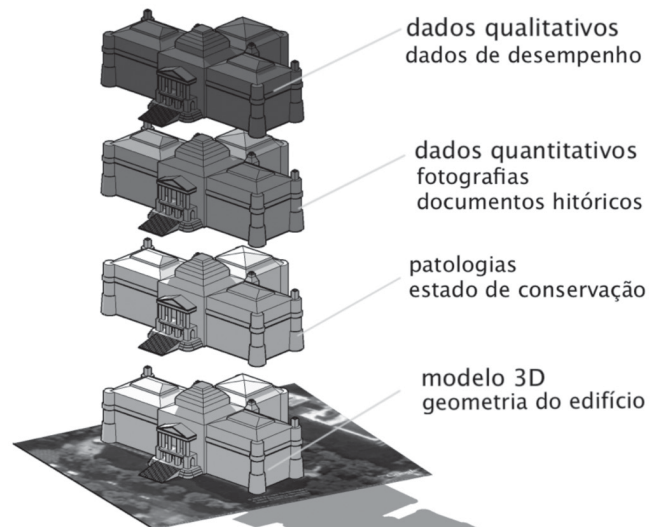 dados qualitativos
dados de desempenho
dados quantitativos
fotografias
documentos hitóricos
patologias
estado de conservação
modelo 3D
geometria do edifício